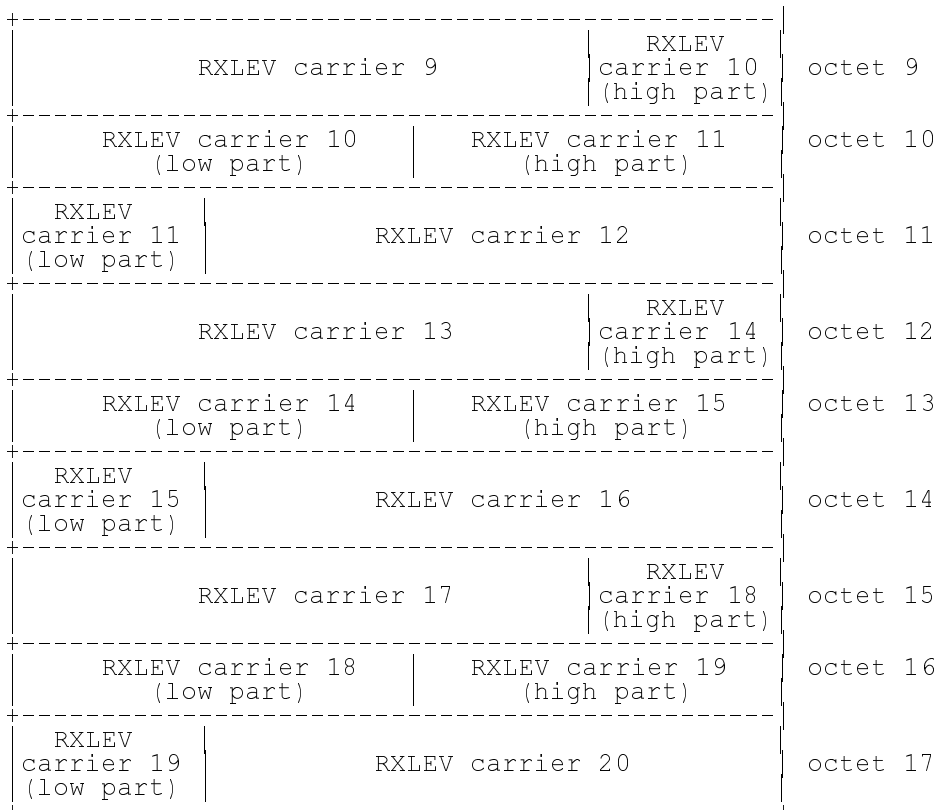 RXLEV
RXLEV carrier 9 carrier 10 octet 9
(high part)
RXLEV carrier 10 RXLEV carrier 11 octet 10
(low part) (high part)
RXLEV
carrier 11 RXLEV carrier 12 octet 11
(low part)
RXLEV
RXLEV carrier 13 carrier 14 octet 12
(high part)
RXLEV carrier 14 RXLEV carrier 15 octet 13
(low part) (high part)
RXLEV
carrier 15 RXLEV carrier 16 octet 14
(low part)
RXLEV
RXLEV carrier 17 carrier 18 octet 15
(high part)
RXLEV carrier 18 RXLEV carrier 19 octet 16
(low part) (high part)
RXLEV
carrier 19 RXLEV carrier 20 octet 17
(low part)